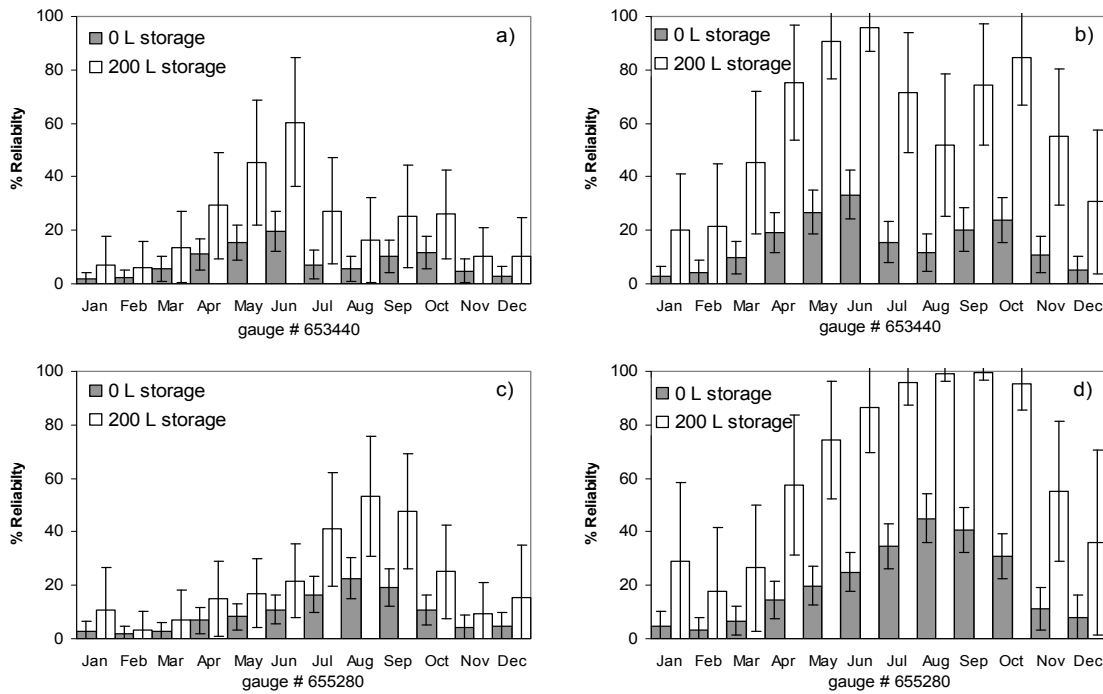 100
80
60
40
20
0
% Reliabilty
0 L storage
200 L storage
a)
Jan Feb Mar Apr May Jun Jul Aug Sep Oct Nov Dec
gauge # 653440
100
80
60
40
20
0
% Reliabilty
0 L storage
200 L storage
b)
Jan Feb Mar Apr May Jun Jul Aug Sep Oct Nov Dec
gauge # 653440
100
80
60
40
20
0
% Reliabilty
0 L storage
200 L storage
c)
Jan Feb Mar Apr May Jun Jul Aug Sep Oct Nov Dec
gauge # 655280
100
80
60
40
20
0
% Reliabilty
0 L storage
200 L storage
d)
Jan Feb Mar Apr May Jun Jul Aug Sep Oct Nov Dec
gauge # 655280